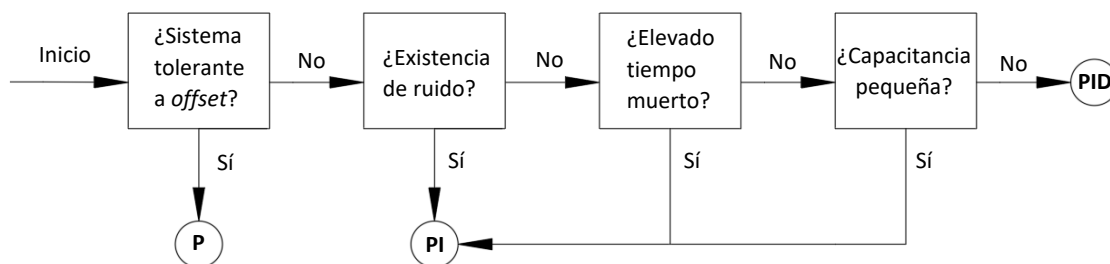 Inicio
¿Sistema
tolerante
a offset?
No
¿Existencia
de ruido?
No
¿Elevado
tiempo
muerto?
No
¿Capacitancia
pequeña?
No
PID
Sí
Sí
Sí
Sí
P
PI